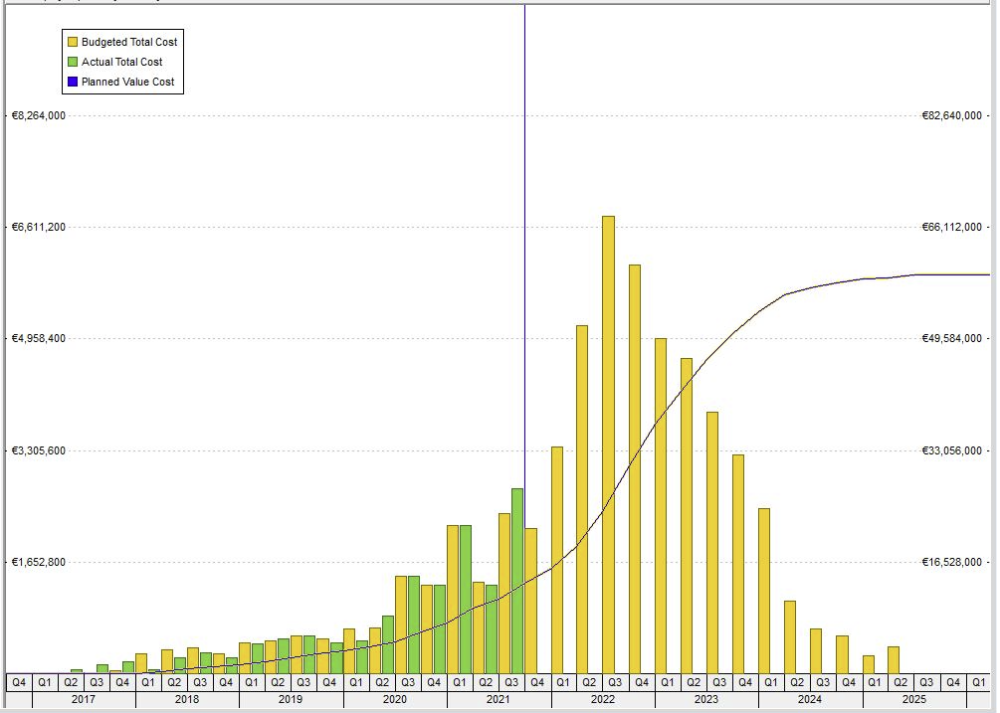 Budgeted Total Cost
Actual Total Cost
Planned Value Cost
€8,264,000 €82,640,000
€6,611,200 €66,112,000
€4,958,400 €49,584,000
€3,305,600 €33,056,000
€1,652,800 €16,528,000
Q4 Q1 Q2 Q3 Q4 Q1 Q2 Q3 Q4 Q1 Q2 Q3 Q4 Q1 Q2 Q3 Q4 Q1 Q2 Q3 Q4 Q1 Q2 Q3 Q4 Q1 Q2 Q3 Q4 Q1 Q2 Q3 Q4 Q1 Q2 Q3 Q4 Q1
2017 2018 2019 2020 2021 2022 2023 2024 2025